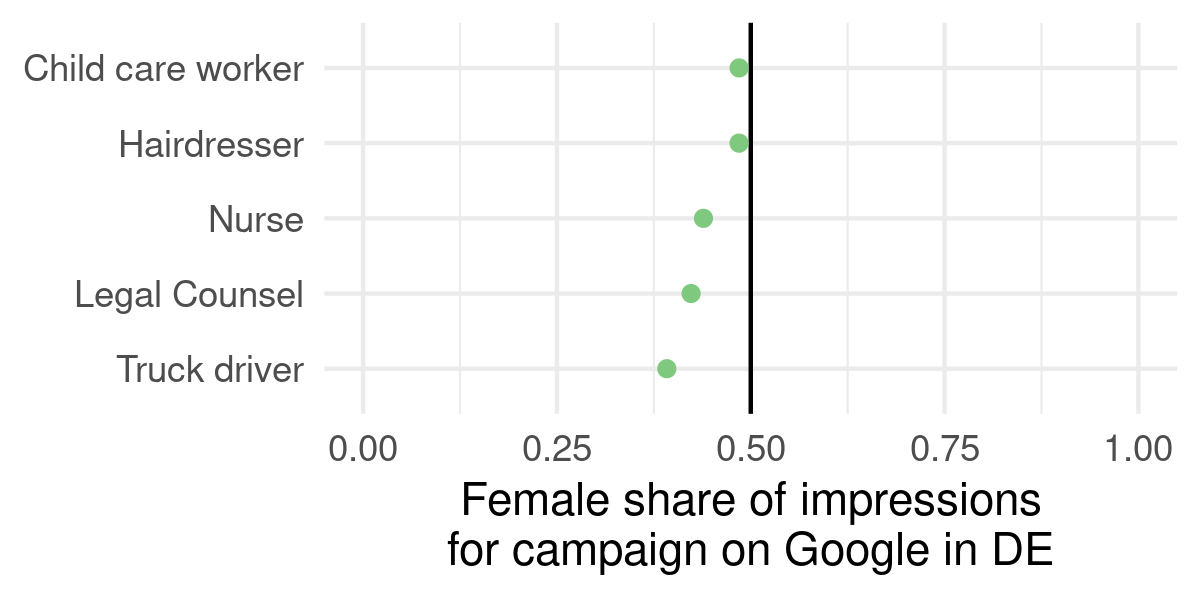 Child care worker
Hairdresser
Nurse
Legal Counsel
Truck driver
0.00 0.25 0.50 0.75 1.00
Female share of impressions
for campaign on Google in DE